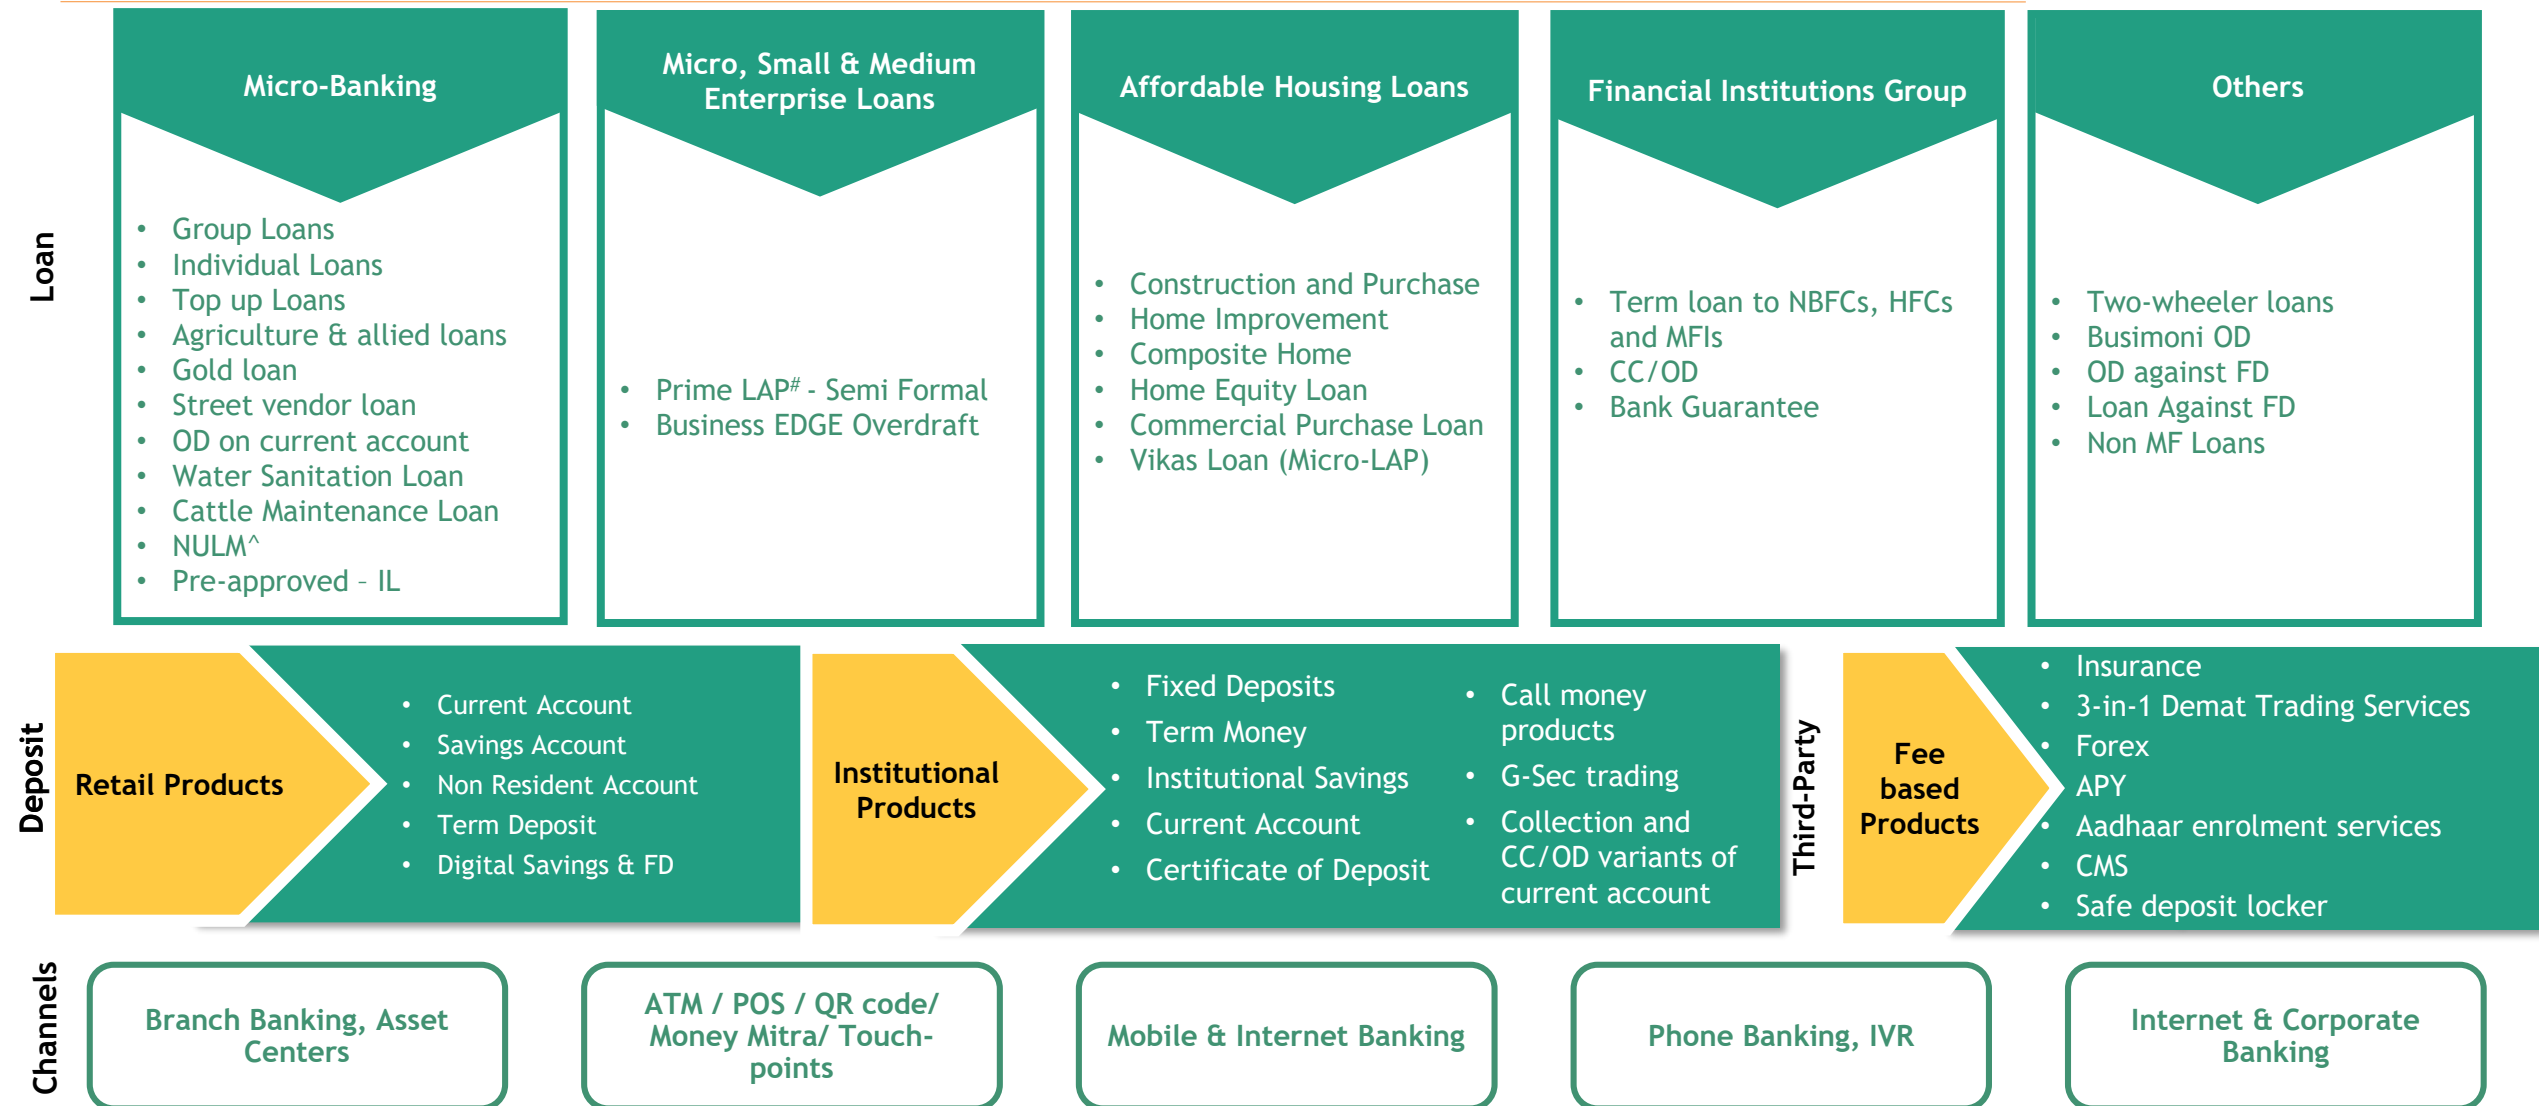 Loan
Micro-Banking
• Group Loans
• Individual Loans
• Top up Loans
• Agriculture & allied loans
• Gold loan
• Street vendor loan
• OD on current account
• Water Sanitation Loan
• Cattle Maintenance Loan
• NULM^
• Pre-approved – IL
Micro, Small & Medium
Enterprise Loans
• Prime LAP# - Semi Formal
• Business EDGE Overdraft
Affordable Housing Loans
• Construction and Purchase
• Home Improvement
• Composite Home
• Home Equity Loan
• Commercial Purchase Loan
• Vikas Loan (Micro-LAP)
Financial Institutions Group
• Term loan to NBFCs, HFCs
and MFIs
• CC/OD
• Bank Guarantee
Others
• Two-wheeler loans
• Busimoni OD
• OD against FD
• Loan Against FD
• Non MF Loans
Deposit
Retail Products
• Current Account
• Savings Account
• Non Resident Account
• Term Deposit
• Digital Savings & FD
Institutional
Products
• Fixed Deposits
• Term Money
• Institutional Savings
• Current Account
• Certificate of Deposit
• Call money
products
• G-Sec trading
• Collection and
CC/OD variants of
current account
Third-Party
Fee
based
Products
• Insurance
• 3-in-1 Demat Trading Services
• Forex
• APY
• Aadhaar enrolment services
• CMS
• Safe deposit locker
Channels
Branch Banking, Asset
Centers
ATM / POS / QR code/
Money Mitra/ Touch-
points
Mobile & Internet Banking
Phone Banking, IVR
Internet & Corporate
Banking